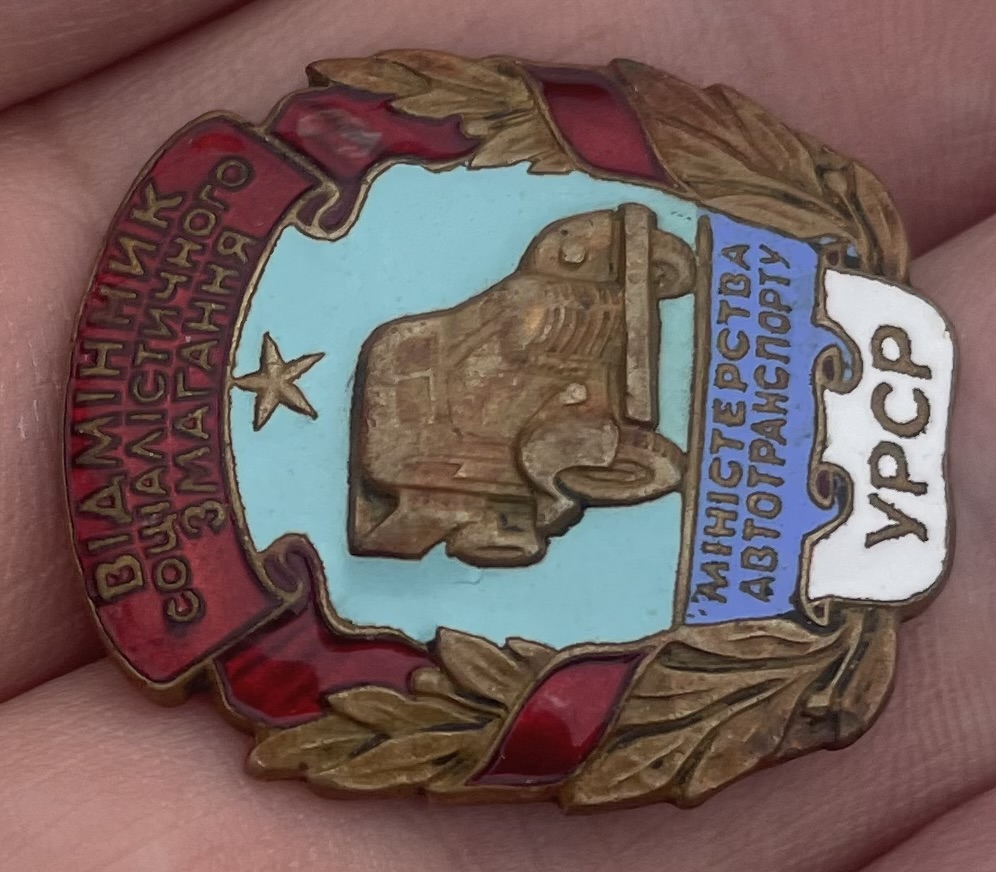 ВІДМІННИК
СОЦІАЛІСТИЧНОГО
ЗМАГАННЯ
МІНІСТЕРСТВА
АВТОТРАНСПОРТУ
УРСР